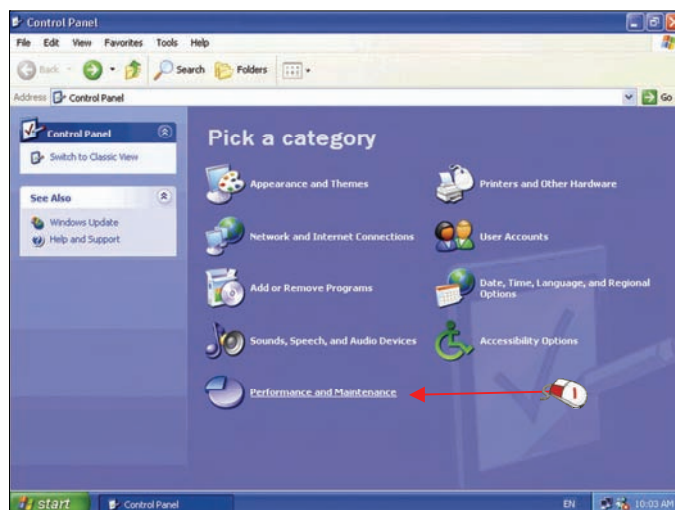 Control Panel
File Edit View Favorites Tools Help
Back Search Folders
Address Control Panel Go
Control Panel
Switch to Classic View
See Also
Windows Update
Help and Support
Pick a category
Appearance and Themes
Printers and Other Hardware
Network and Internet Connections
User Accounts
Add or Remove Programs
Date, Time, Language, and Regional
Options
Sounds, Speech, and Audio Devices
Accessibility Options
Performance and Maintenance
1
start Control Panel EN 10:03 AM